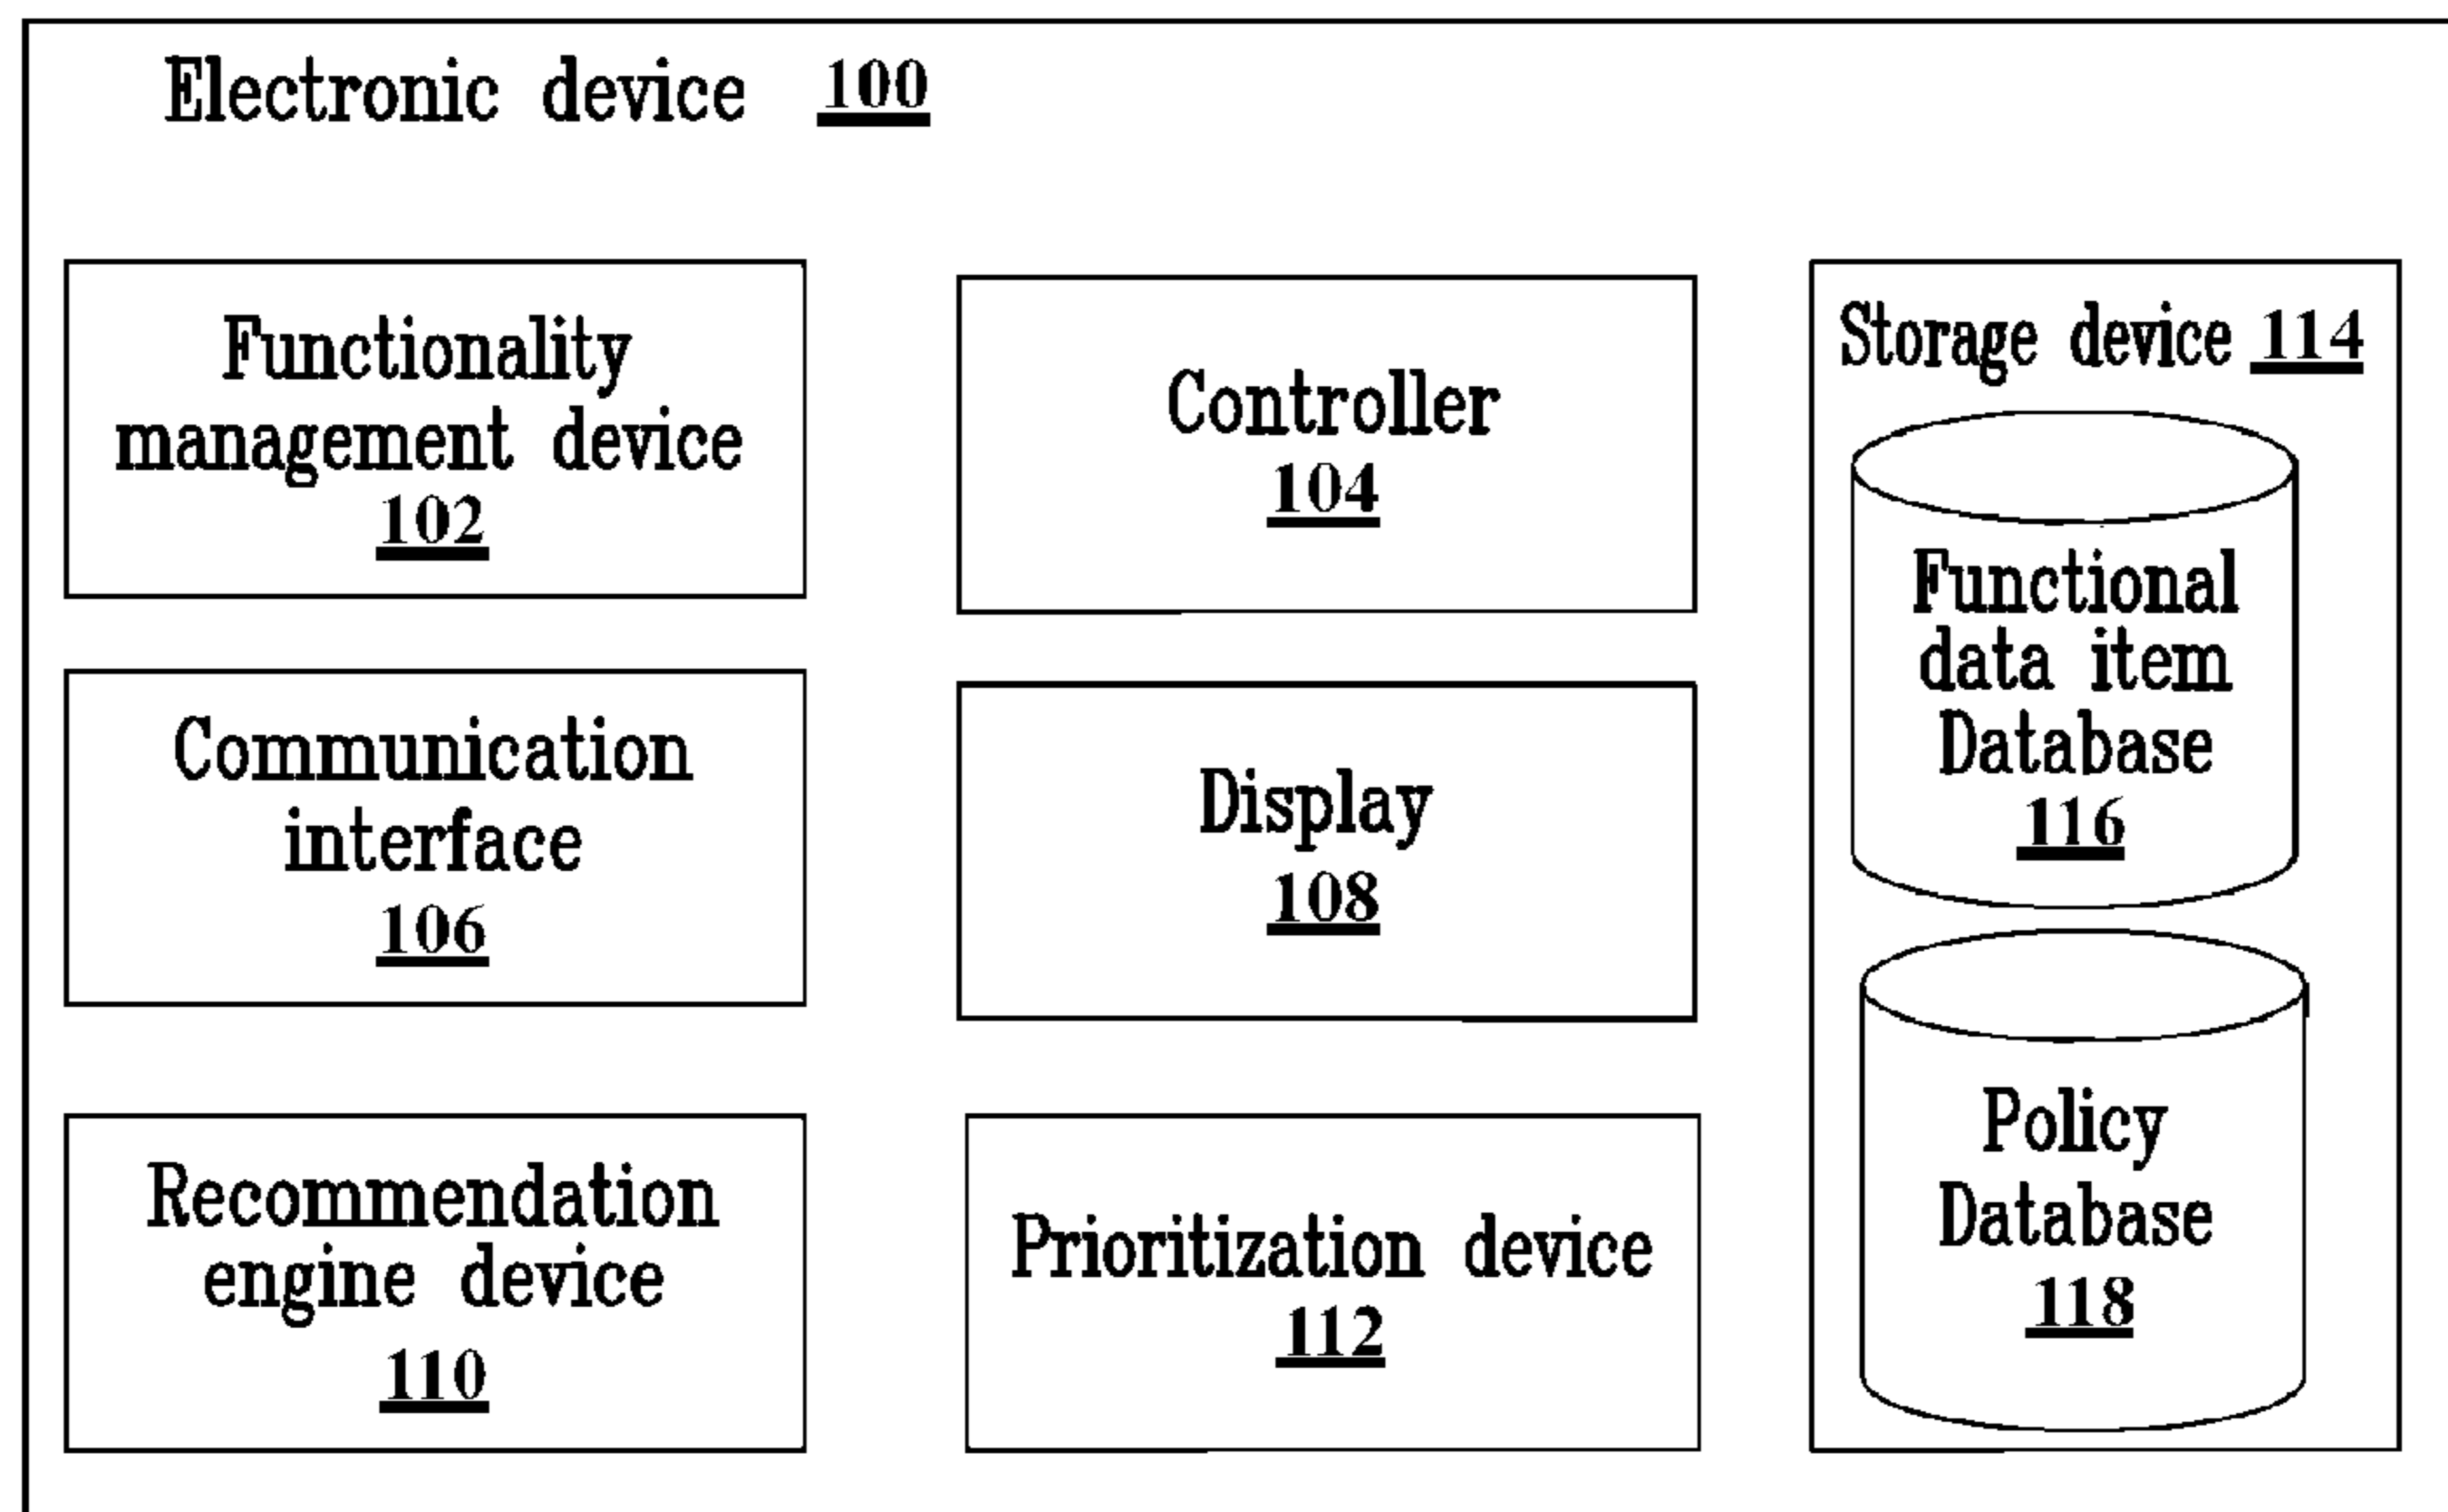 Electronic device 100
Functionality
management device
102
Controller
104
Storage device 114
Functional
data item
Database
116
Communication
interface
106
Display
108
Policy
Database
118
Recommendation
engine device
110
Prioritization device
112